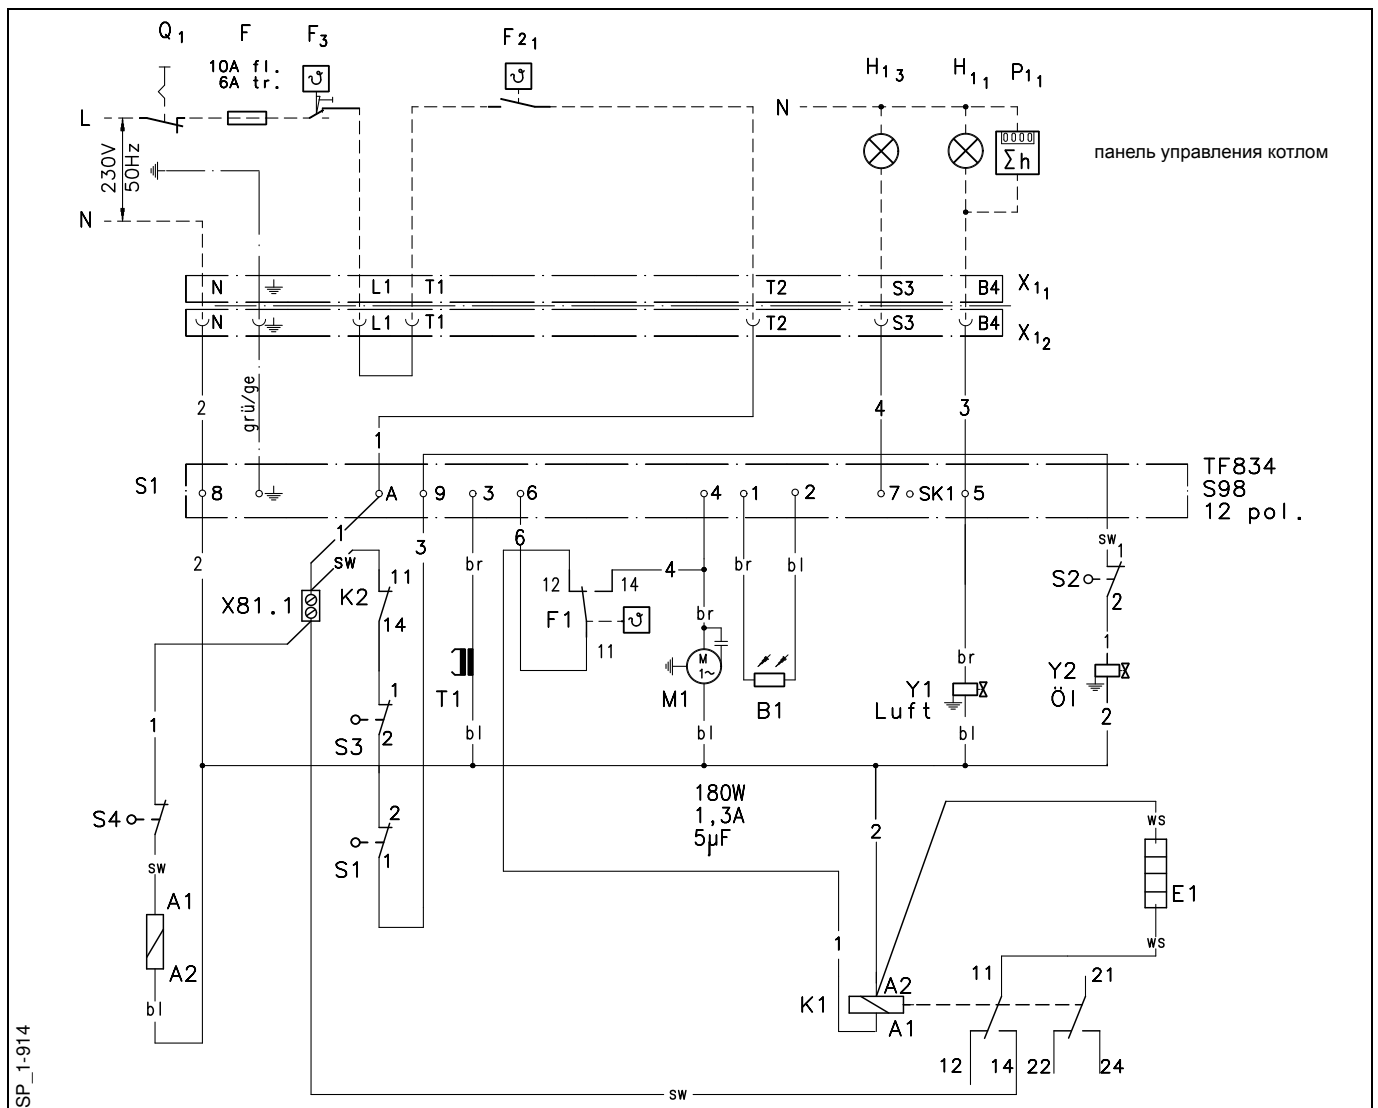 Q1 F F3 F21 H13 H11 P11
10A fl.
6A tr.
ϑ ϑ
L N
230V
50Hz
0000
Σh
панель управления котлом
N
N L1 T1 T2 S3 B4 X11
N L1 T1 T2 S3 B4 X12
2 grü/ge 1 4 3
S1 8 A 9 3 6 4 1 2 7 SK1 5
TF834
S98
12 pol.
2 1 sw 3 br 6 4 br bl sw 1
X81.1 K2 11 14
12 14 F1 ϑ 11
br
M
1~
M1
T1 B1
br Y1
Luft
S2 2
1 Y2
Öl
2
1 1
S3 2
bl bl bl
180W
1,3A
5µF
S4 sw
2
S1 1
2
ws
E1
ws
A1
A2
bl
1 K1 A2
A1
11 21
12 14 22 24
sw
SP_1-914